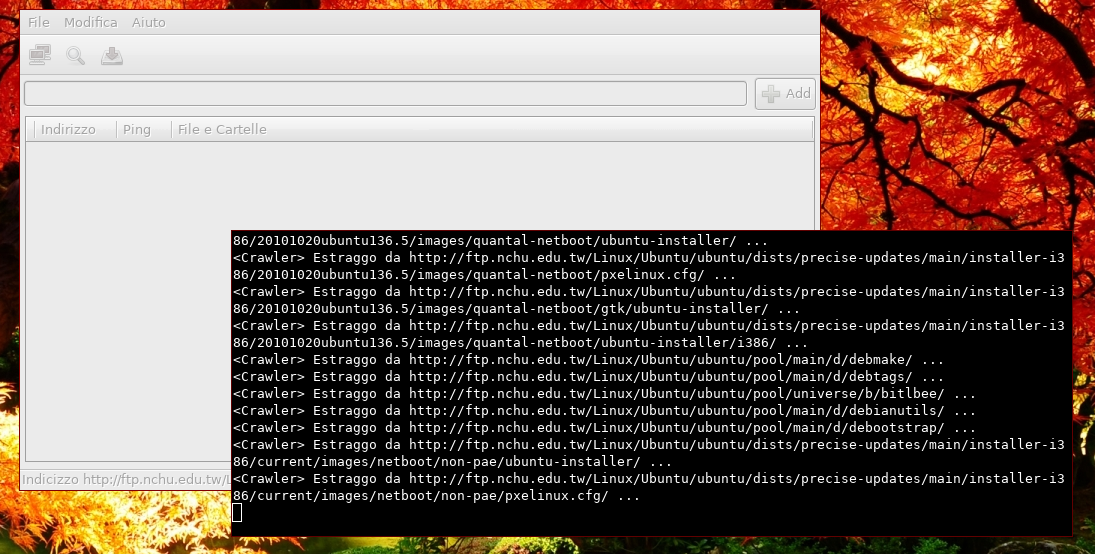 File Modifica Aiuto
Add
Indirizzo Ping File e Cartelle
86/20101020ubuntu136.5/images/quantal-netboot/ubuntu-installer/ ...
<Crawler> Estraggo da http://ftp.nchu.edu.tw/Linux/Ubuntu/ubuntu/dists/precise-updates/main/installer-i3
86/20101020ubuntu136.5/images/quantal-netboot/pxelinux.cfg/ ...
<Crawler> Estraggo da http://ftp.nchu.edu.tw/Linux/Ubuntu/ubuntu/dists/precise-updates/main/installer-i3
86/20101020ubuntu136.5/images/quantal-netboot/gtk/ubuntu-installer/ ...
<Crawler> Estraggo da http://ftp.nchu.edu.tw/Linux/Ubuntu/ubuntu/dists/precise-updates/main/installer-i3
86/20101020ubuntu136.5/images/quantal-netboot/ubuntu-installer/i386/ ...
<Crawler> Estraggo da http://ftp.nchu.edu.tw/Linux/Ubuntu/ubuntu/pool/main/d/debmake/ ...
<Crawler> Estraggo da http://ftp.nchu.edu.tw/Linux/Ubuntu/ubuntu/pool/main/d/debtags/ ...
<Crawler> Estraggo da http://ftp.nchu.edu.tw/Linux/Ubuntu/ubuntu/pool/universe/b/bitlbee/ ...
<Crawler> Estraggo da http://ftp.nchu.edu.tw/Linux/Ubuntu/ubuntu/pool/main/d/debianutils/ ...
<Crawler> Estraggo da http://ftp.nchu.edu.tw/Linux/Ubuntu/ubuntu/pool/main/d/debootstrap/ ...
<Crawler> Estraggo da http://ftp.nchu.edu.tw/Linux/Ubuntu/ubuntu/dists/precise-updates/main/installer-i3
86/current/images/netboot/non-pae/ubuntu-installer/ ...
<Crawler> Estraggo da http://ftp.nchu.edu.tw/Linux/Ubuntu/ubuntu/dists/precise-updates/main/installer-i3
86/current/images/netboot/non-pae/pxelinux.cfg/ ...
Indicizzo http://ftp.nchu.edu.tw/L